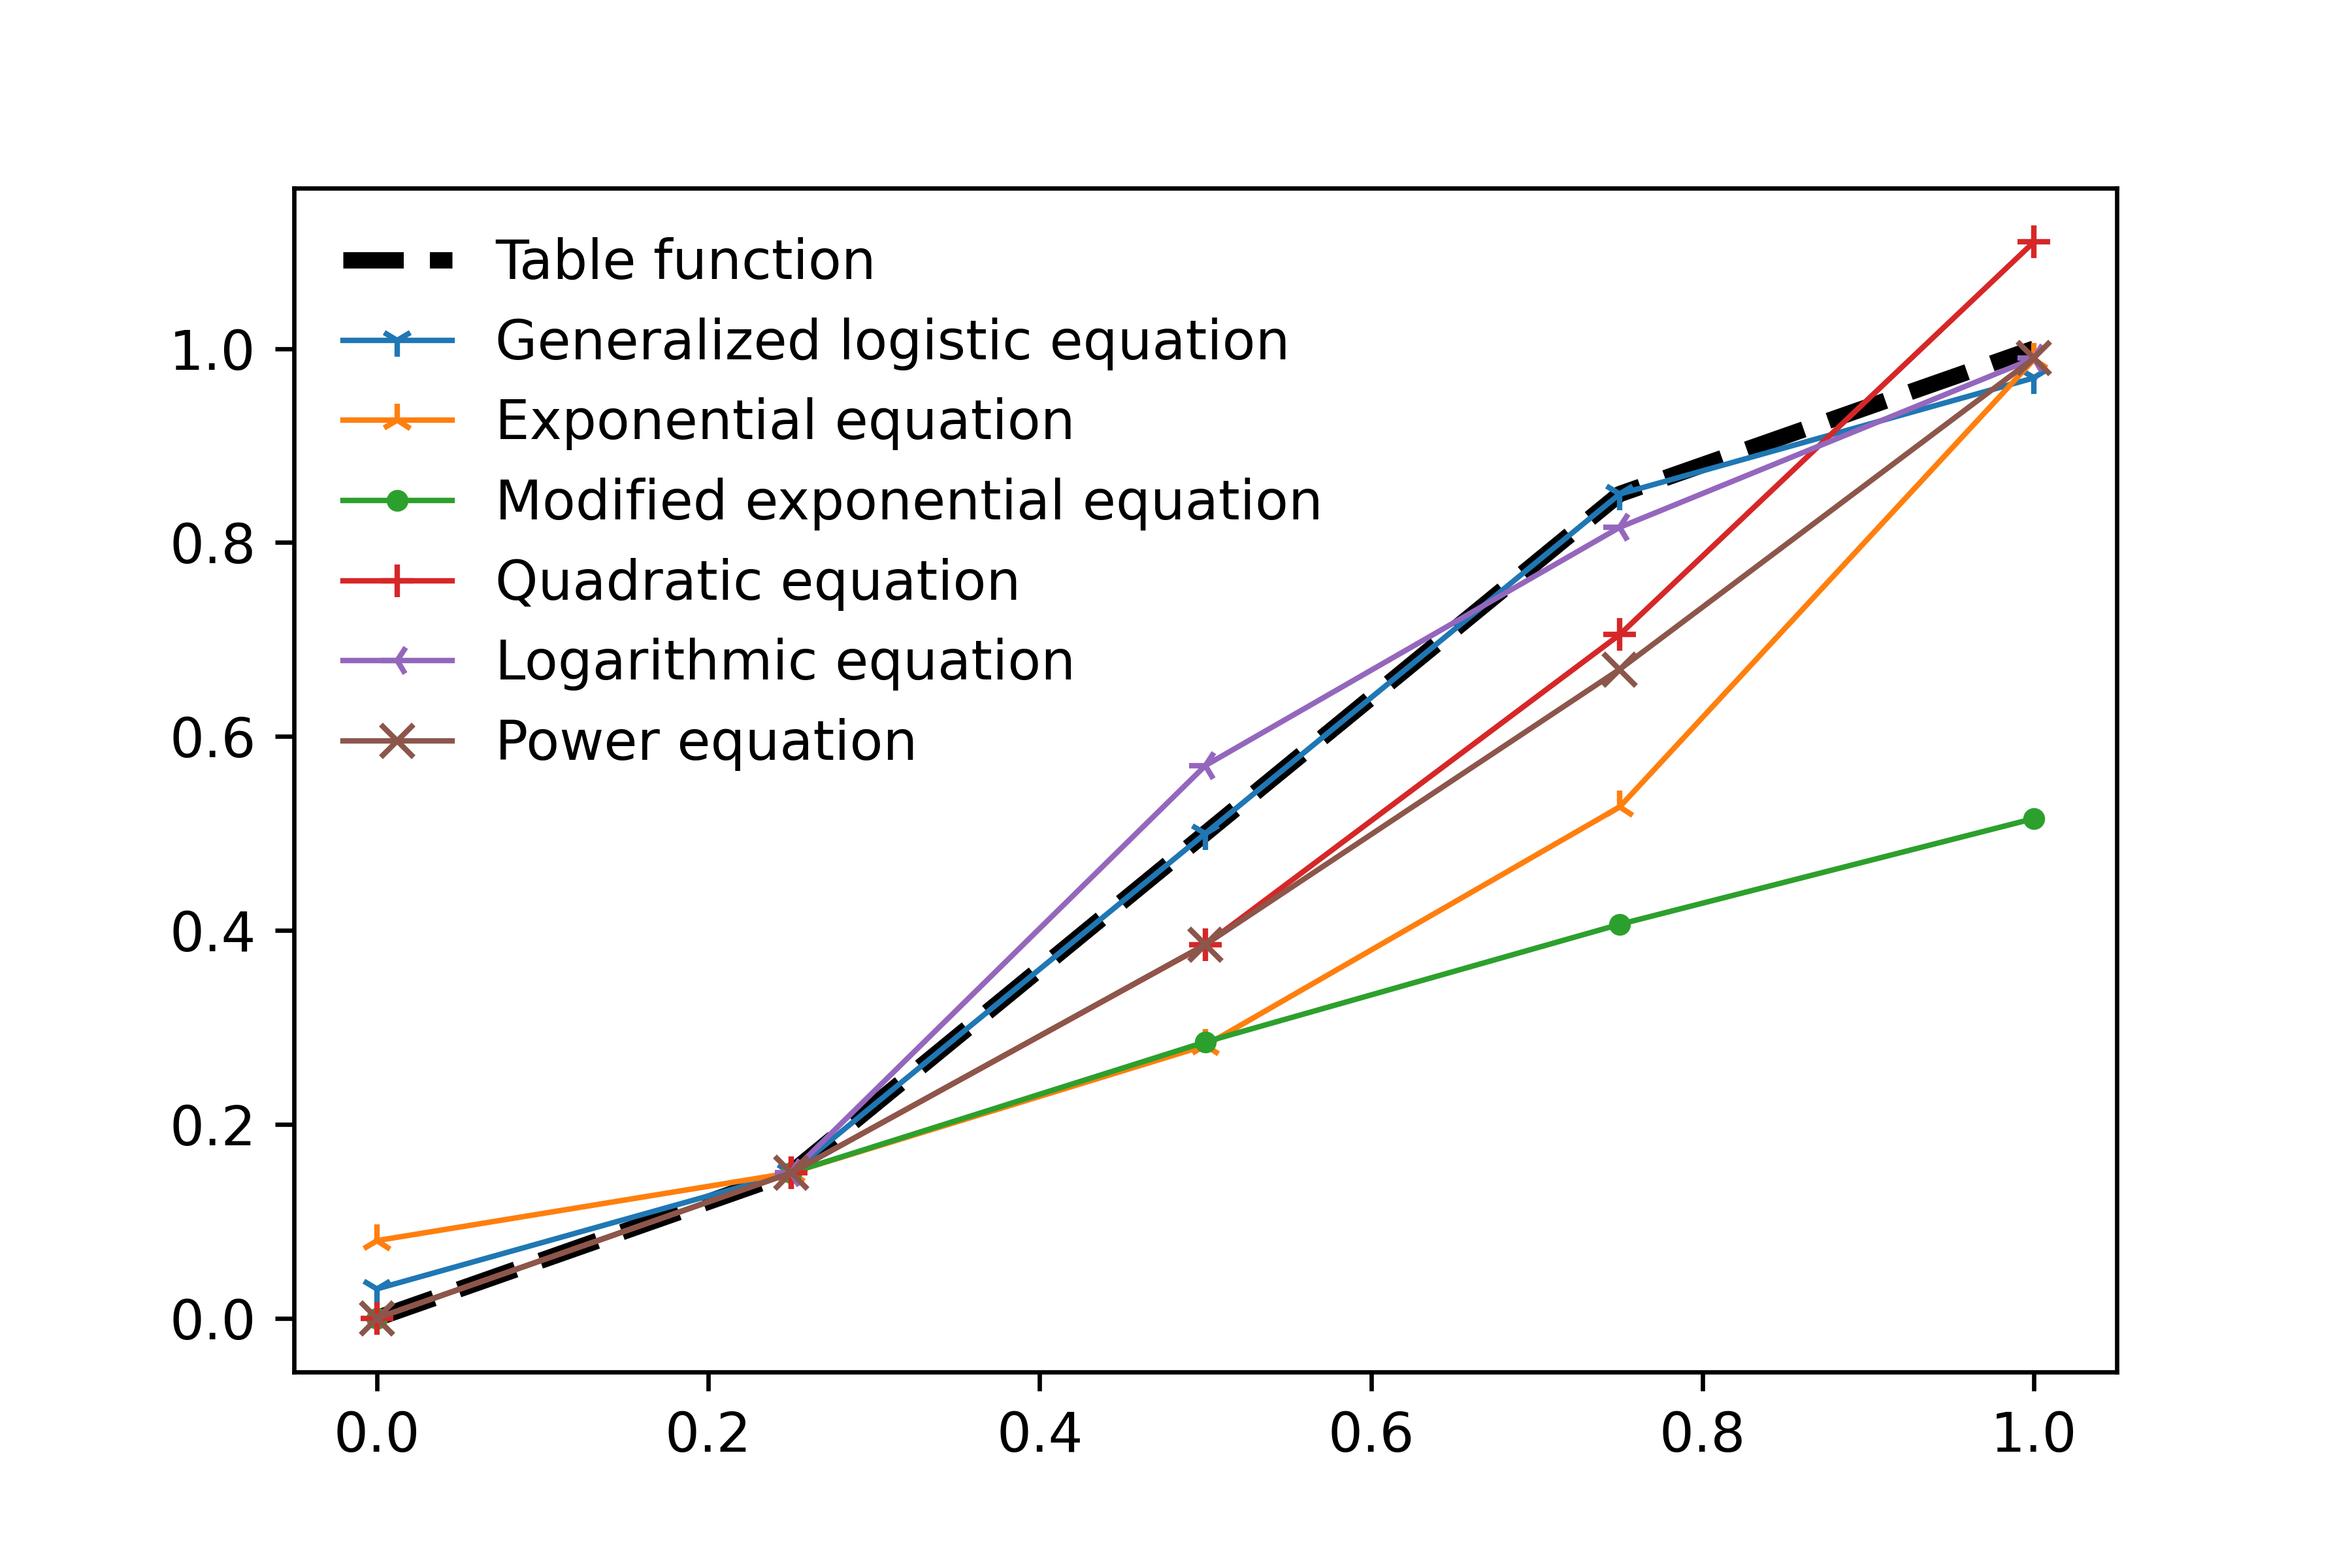 Table function
Generalized logistic equation
Exponential equation
Modified exponential equation
Quadratic equation
Logarithmic equation
Power equation
1.0
0.8
0.6
0.4
0.2
0.0
0.0 0.2 0.4 0.6 0.8 1.0